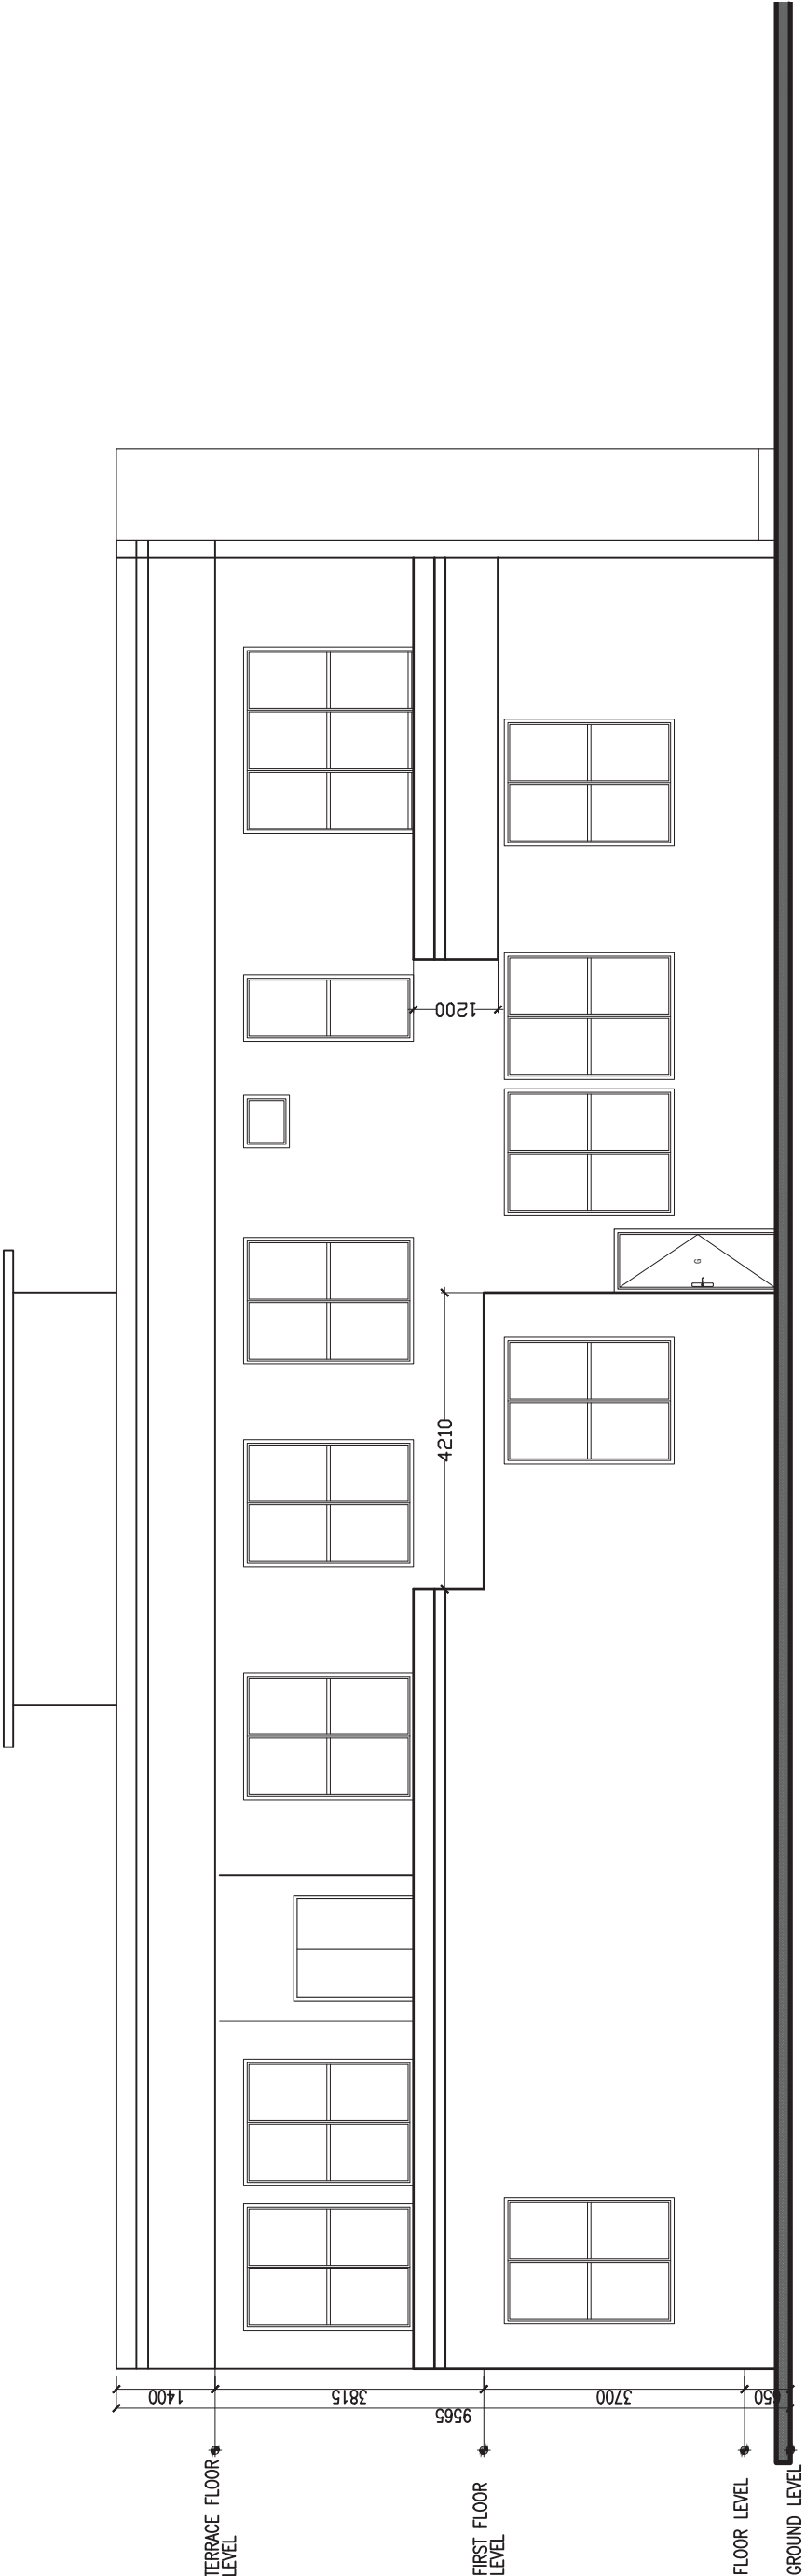 1200
4210
G
1400
3815
3700
650
9565
TERRACE FLOOR
LEVEL
FIRST FLOOR
LEVEL
FLOOR LEVEL
GROUND LEVEL